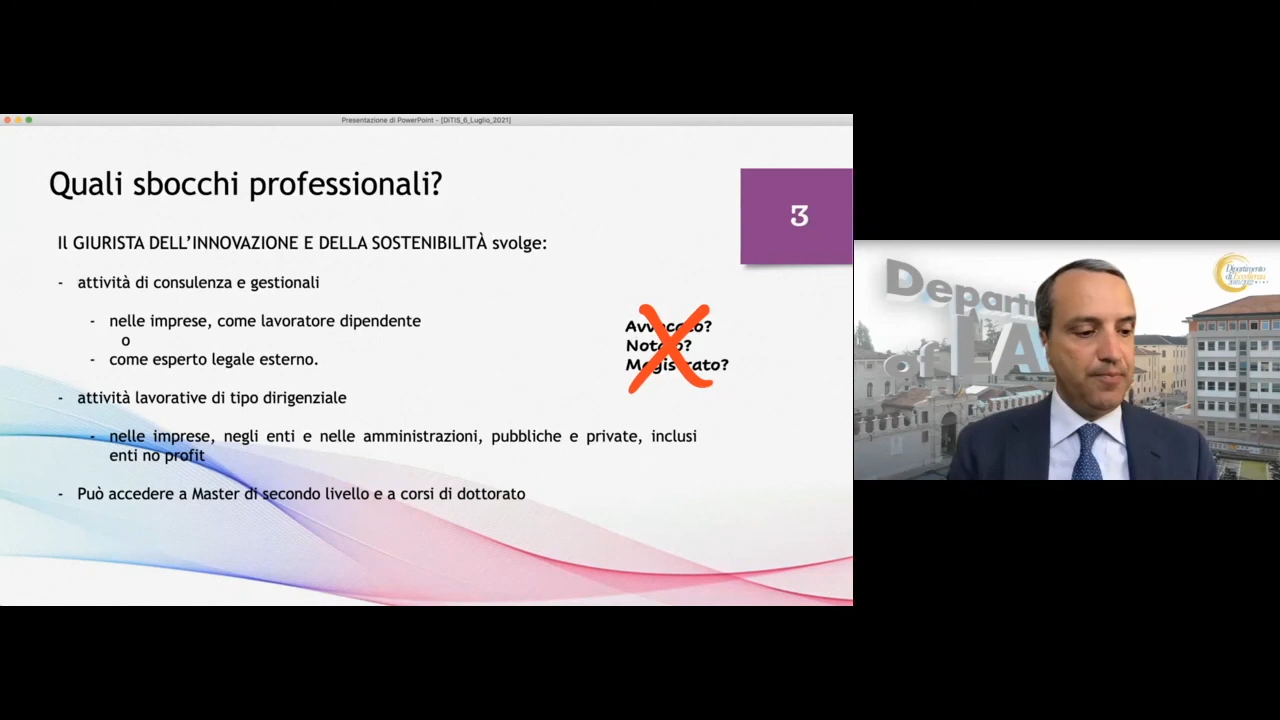 Presentazione di PowerPoint - [DiTIS_6_Luglio_2021]
Quali sbocchi professionali?
3
Il GIURISTA DELL'INNOVAZIONE E DELLA SOSTENIBILITÀ svolge:
- attività di consulenza e gestionali
- nelle imprese, come lavoratore dipendente
o
- come esperto legale esterno.
- attività lavorative di tipo dirigenziale
- nelle imprese, negli enti e nelle amministrazioni, pubbliche e private, inclusi
enti no profit
- Può accedere a Master di secondo livello e a corsi di dottorato
Avvocato?
Notaio?
Magistrato?
Dipartimento
di Eccellenza
of LA